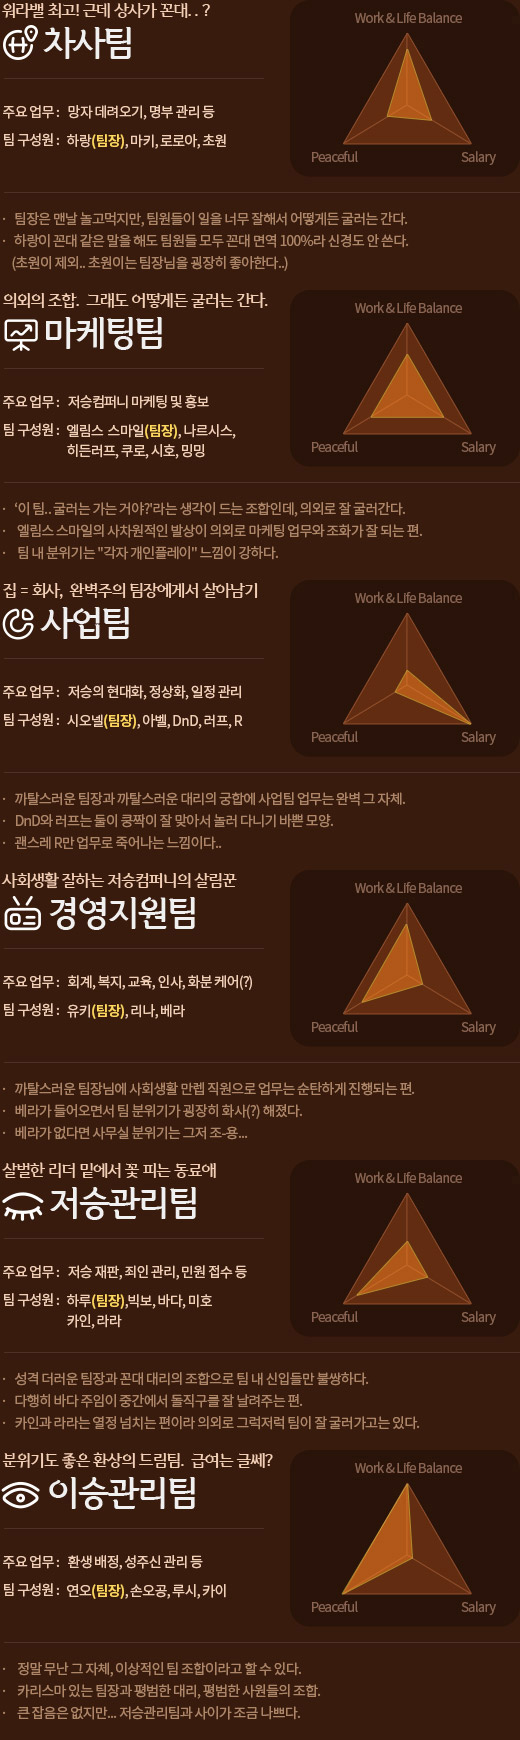 워라밸 최고! 근데 상사가 꼰대. . ?
차사팀
Work & Life Balance
Peaceful
Salary
주요 업무 : 망자 데려오기, 명부 관리 등
팀 구성원 : 하랑(팀장), 마키, 로로아, 초원
· 팀장은 맨날 놀고먹지만, 팀원들이 일을 너무 잘해서 어떻게든 굴러는 간다.
· 하랑이 꼰대 같은 말을 해도 팀원들 모두 꼰대 면역 100%라 신경도 안 쓴다.
(초원이 제외.. 초원이는 팀장님을 굉장히 좋아한다..)
의외의 조합. 그래도 어떻게든 굴러는 간다.
마케팅팀
Work & Life Balance
Peaceful
Salary
주요 업무 : 저승컴퍼니 마케팅 및 홍보
팀 구성원 : 엘림스 스마일(팀장), 나르시스,
히든러프, 쿠로, 시호, 밍밍
· '이 팀.. 굴러는 가는 거야?'라는 생각이 드는 조합인데, 의외로 잘 굴러간다.
· 엘림스 스마일의 사차원적인 발상이 의외로 마케팅 업무와 조화가 잘 되는 편.
· 팀 내 분위기는 "각자 개인플레이" 느낌이 강하다.
집 = 회사, 완벽주의 팀장에게서 살아남기
사업팀
Work & Life Balance
Peaceful
Salary
주요 업무 : 저승의 현대화, 정상화, 일정 관리
팀 구성원 : 시오넬(팀장), 아벨, DnD, 러프, R
· 까탈스러운 팀장과 까탈스러운 대리의 궁합에 사업팀 업무는 완벽 그 자체.
· DnD와 러프는 둘이 쿵짝이 잘 맞아서 놀러 다니기 바쁜 모양.
· 괜스레 R만 업무로 죽어나는 느낌이다..
사회생활 잘하는 저승컴퍼니의 살림꾼
경영지원팀
Work & Life Balance
Peaceful
Salary
주요 업무 : 회계, 복지, 교육, 인사, 화분 케어(?)
팀 구성원 : 유키(팀장), 리나, 베라
· 까탈스러운 팀장님에 사회생활 만렙 직원으로 업무는 순탄하게 진행되는 편.
· 베라가 들어오면서 팀 분위기가 굉장히 화사(?) 해졌다.
· 베라가 없다면 사무실 분위기는 그저 조-용...
살벌한 리더 밑에서 꽃 피는 동료애
저승관리팀
Work & Life Balance
Peaceful
Salary
주요 업무 : 저승 재판, 죄인 관리, 민원 접수 등
팀 구성원 : 하루(팀장),빅보, 바다, 미호
카인, 라라
· 성격 더러운 팀장과 꼰대 대리의 조합으로 팀 내 신입들만 불쌍하다.
· 다행히 바다 주임이 중간에서 돌직구를 잘 날려주는 편.
· 카인과 라라는 열정 넘치는 편이라 의외로 그럭저럭 팀이 잘 굴러가고는 있다.
분위기도 좋은 환상의 드림팀. 급여는 글쎄?
이승관리팀
Work & Life Balance
Peaceful
Salary
주요 업무 : 환생 배정, 성주신 관리 등
팀 구성원 : 연오(팀장), 손오공, 루시, 카이
· 정말 무난 그 자체, 이상적인 팀 조합이라고 할 수 있다.
· 카리스마 있는 팀장과 평범한 대리, 평범한 사원들의 조합.
· 큰 잡음은 없지만... 저승관리팀과 사이가 조금 나쁘다.